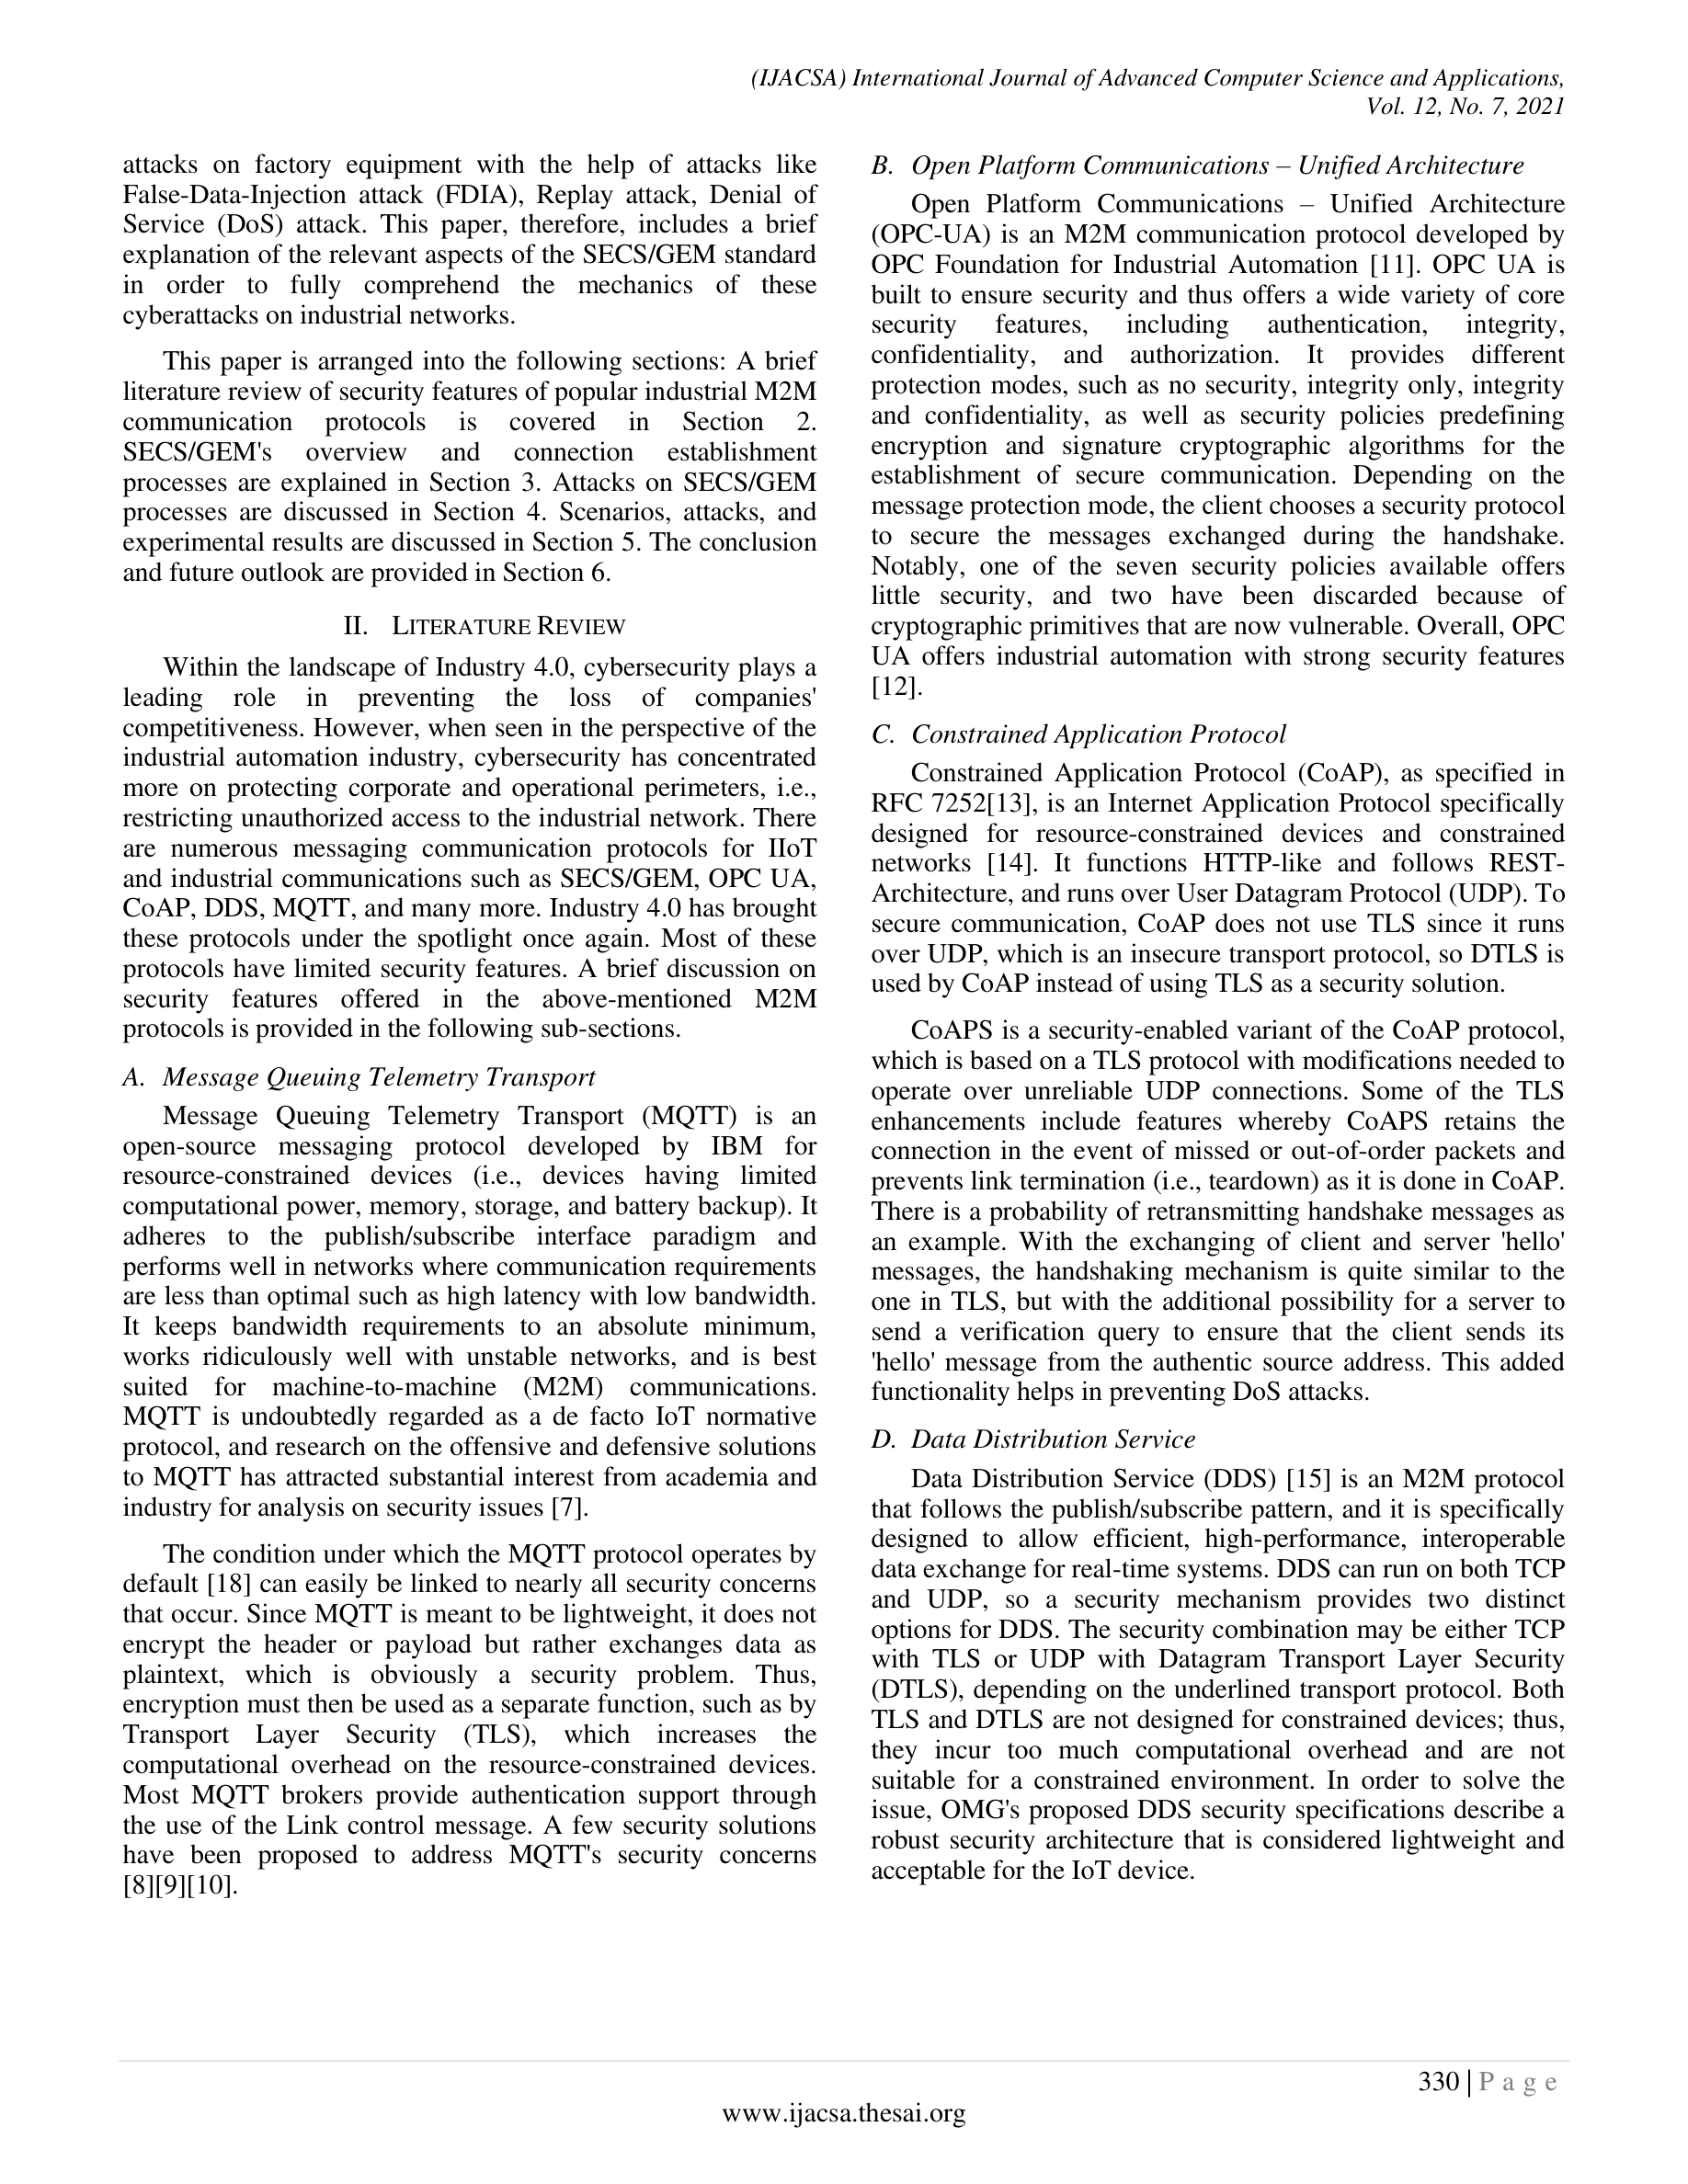 (IJACSA) International Journal of Advanced Computer Science and Applications,
Vol. 12, No. 7, 2021
attacks on factory equipment with the help of attacks like
False-Data-Injection attack (FDIA), Replay attack, Denial of
Service (DoS) attack. This paper, therefore, includes a brief
explanation of the relevant aspects of the SECS/GEM standard
in order to fully comprehend the mechanics of these
cyberattacks on industrial networks.
This paper is arranged into the following sections: A brief
literature review of security features of popular industrial M2M
communication protocols is covered in Section 2.
SECS/GEM's overview and connection establishment
processes are explained in Section 3. Attacks on SECS/GEM
processes are discussed in Section 4. Scenarios, attacks, and
experimental results are discussed in Section 5. The conclusion
and future outlook are provided in Section 6.
II. LITERATURE REVIEW
Within the landscape of Industry 4.0, cybersecurity plays a
leading role in preventing the loss of companies'
competitiveness. However, when seen in the perspective of the
industrial automation industry, cybersecurity has concentrated
more on protecting corporate and operational perimeters, i.e.,
restricting unauthorized access to the industrial network. There
are numerous messaging communication protocols for IIoT
and industrial communications such as SECS/GEM, OPC UA,
CoAP, DDS, MQTT, and many more. Industry 4.0 has brought
these protocols under the spotlight once again. Most of these
protocols have limited security features. A brief discussion on
security features offered in the above-mentioned M2M
protocols is provided in the following sub-sections.
A. Message Queuing Telemetry Transport
Message Queuing Telemetry Transport (MQTT) is an
open-source messaging protocol developed by IBM for
resource-constrained devices (i.e., devices having limited
computational power, memory, storage, and battery backup). It
adheres to the publish/subscribe interface paradigm and
performs well in networks where communication requirements
are less than optimal such as high latency with low bandwidth.
It keeps bandwidth requirements to an absolute minimum,
works ridiculously well with unstable networks, and is best
suited for machine-to-machine (M2M) communications.
MQTT is undoubtedly regarded as a de facto IoT normative
protocol, and research on the offensive and defensive solutions
to MQTT has attracted substantial interest from academia and
industry for analysis on security issues [7].
The condition under which the MQTT protocol operates by
default [18] can easily be linked to nearly all security concerns
that occur. Since MQTT is meant to be lightweight, it does not
encrypt the header or payload but rather exchanges data as
plaintext, which is obviously a security problem. Thus,
encryption must then be used as a separate function, such as by
Transport Layer Security (TLS), which increases the
computational overhead on the resource-constrained devices.
Most MQTT brokers provide authentication support through
the use of the Link control message. A few security solutions
have been proposed to address MQTT's security concerns
[8][9][10].
B. Open Platform Communications – Unified Architecture
Open Platform Communications – Unified Architecture
(OPC-UA) is an M2M communication protocol developed by
OPC Foundation for Industrial Automation [11]. OPC UA is
built to ensure security and thus offers a wide variety of core
security features, including authentication, integrity,
confidentiality, and authorization. It provides different
protection modes, such as no security, integrity only, integrity
and confidentiality, as well as security policies predefining
encryption and signature cryptographic algorithms for the
establishment of secure communication. Depending on the
message protection mode, the client chooses a security protocol
to secure the messages exchanged during the handshake.
Notably, one of the seven security policies available offers
little security, and two have been discarded because of
cryptographic primitives that are now vulnerable. Overall, OPC
UA offers industrial automation with strong security features
[12].
C. Constrained Application Protocol
Constrained Application Protocol (CoAP), as specified in
RFC 7252[13], is an Internet Application Protocol specifically
designed for resource-constrained devices and constrained
networks [14]. It functions HTTP-like and follows REST-
Architecture, and runs over User Datagram Protocol (UDP). To
secure communication, CoAP does not use TLS since it runs
over UDP, which is an insecure transport protocol, so DTLS is
used by CoAP instead of using TLS as a security solution.
CoAPS is a security-enabled variant of the CoAP protocol,
which is based on a TLS protocol with modifications needed to
operate over unreliable UDP connections. Some of the TLS
enhancements include features whereby CoAPS retains the
connection in the event of missed or out-of-order packets and
prevents link termination (i.e., teardown) as it is done in CoAP.
There is a probability of retransmitting handshake messages as
an example. With the exchanging of client and server 'hello'
messages, the handshaking mechanism is quite similar to the
one in TLS, but with the additional possibility for a server to
send a verification query to ensure that the client sends its
'hello' message from the authentic source address. This added
functionality helps in preventing DoS attacks.
D. Data Distribution Service
Data Distribution Service (DDS) [15] is an M2M protocol
that follows the publish/subscribe pattern, and it is specifically
designed to allow efficient, high-performance, interoperable
data exchange for real-time systems. DDS can run on both TCP
and UDP, so a security mechanism provides two distinct
options for DDS. The security combination may be either TCP
with TLS or UDP with Datagram Transport Layer Security
(DTLS), depending on the underlined transport protocol. Both
TLS and DTLS are not designed for constrained devices; thus,
they incur too much computational overhead and are not
suitable for a constrained environment. In order to solve the
issue, OMG's proposed DDS security specifications describe a
robust security architecture that is considered lightweight and
acceptable for the IoT device.
330 | P a g e
www.ijacsa.thesai.org